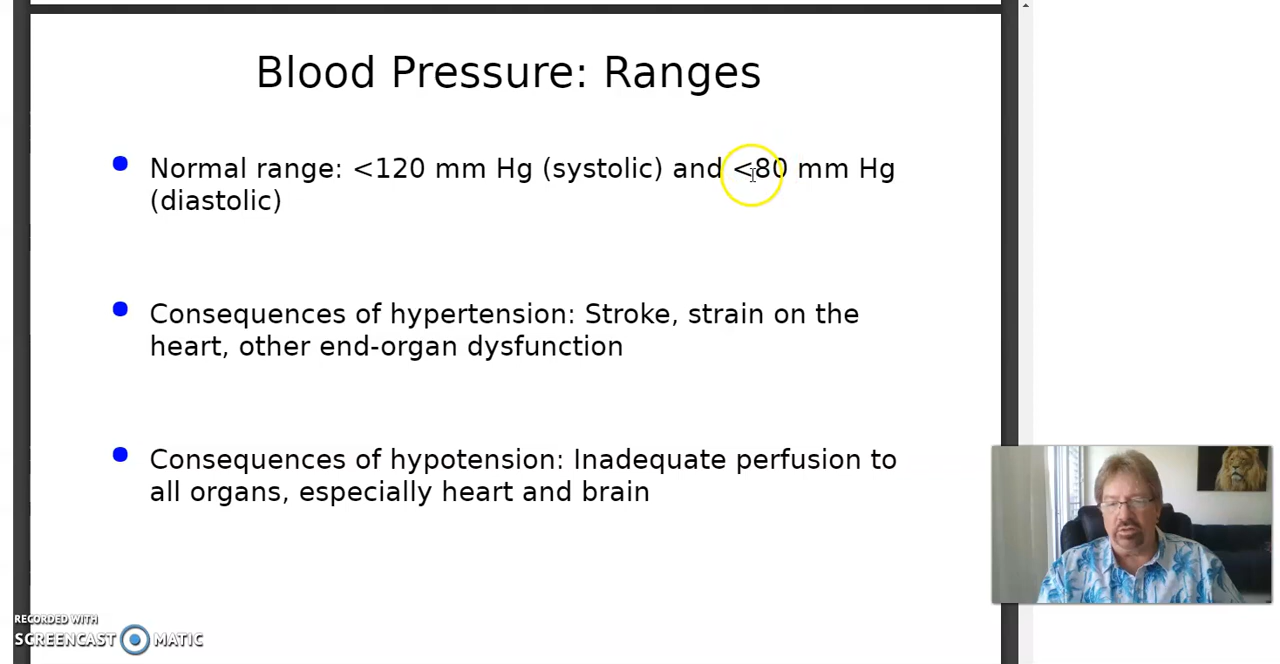 Blood Pressure: Ranges
Normal range: <120 mm Hg (systolic) and <80 mm Hg
(diastolic)
Consequences of hypertension: Stroke, strain on the
heart, other end-organ dysfunction
Consequences of hypotension: Inadequate perfusion to
all organs, especially heart and brain
RECORDED WITH
SCREENCAST MATIC